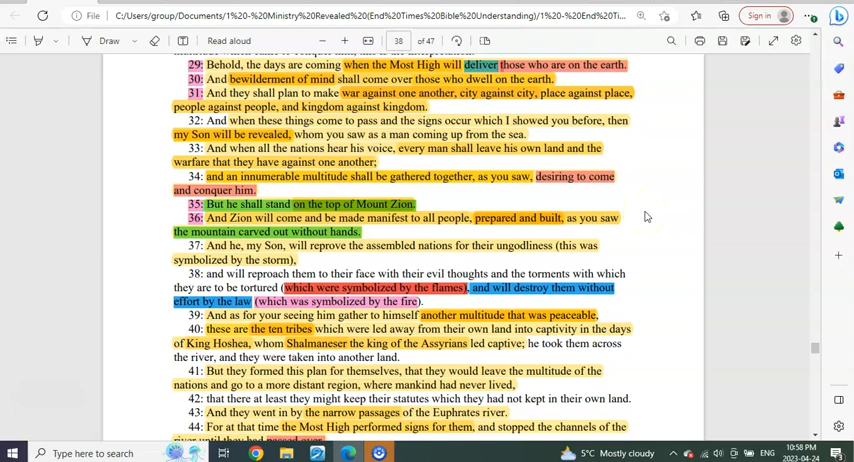 File
C:/Users/group/Documents/1%20-%20Ministry%20Revealed(End%20Times%20Bible%20Understanding)/1%20-%20End%20T...
Sign in
Draw
Read aloud
38 of 47
29: Behold, the days are coming when the Most High will deliver those who are on the earth.
30: And bewilderment of mind shall come over those who dwell on the earth.
31: And they shall plan to make war against one another, city against city, place against place,
people against people, and kingdom against kingdom.
32: And when these things come to pass and the signs occur which I showed you before, then
my Son will be revealed, whom you saw as a man coming up from the sea.
33: And when all the nations hear his voice, every man shall leave his own land and the
warfare that they have against one another;
34: and an innumerable multitude shall be gathered together, as you saw, desiring to come
and conquer him.
35: But he shall stand on the top of Mount Zion.
36: And Zion will come and be made manifest to all people, prepared and built, as you saw
the mountain carved out without hands.
37: And he, my Son, will reprove the assembled nations for their ungodliness (this was
symbolized by the storm),
38: and will reproach them to their face with their evil thoughts and the torments with which
they are to be tortured (which were symbolized by the flames), and will destroy them without
effort by the law (which was symbolized by the fire).
39: And as for your seeing him gather to himself another multitude that was peaceable,
40: these are the ten tribes which were led away from their own land into captivity in the days
of King Hoshea, whom Shalmaneser the king of the Assyrians led captive; he took them across
the river, and they were taken into another land.
41: But they formed this plan for themselves, that they would leave the multitude of the
nations and go to a more distant region, where mankind had never lived,
42: that there at least they might keep their statutes which they had not kept in their own land.
43: And they went in by the narrow passages of the Euphrates river.
44: For at that time the Most High performed signs for them, and stopped the channels of the
river until they had passed over.
Type here to search
5°C Mostly cloudy
ENG
10:58 PM
2023-04-24